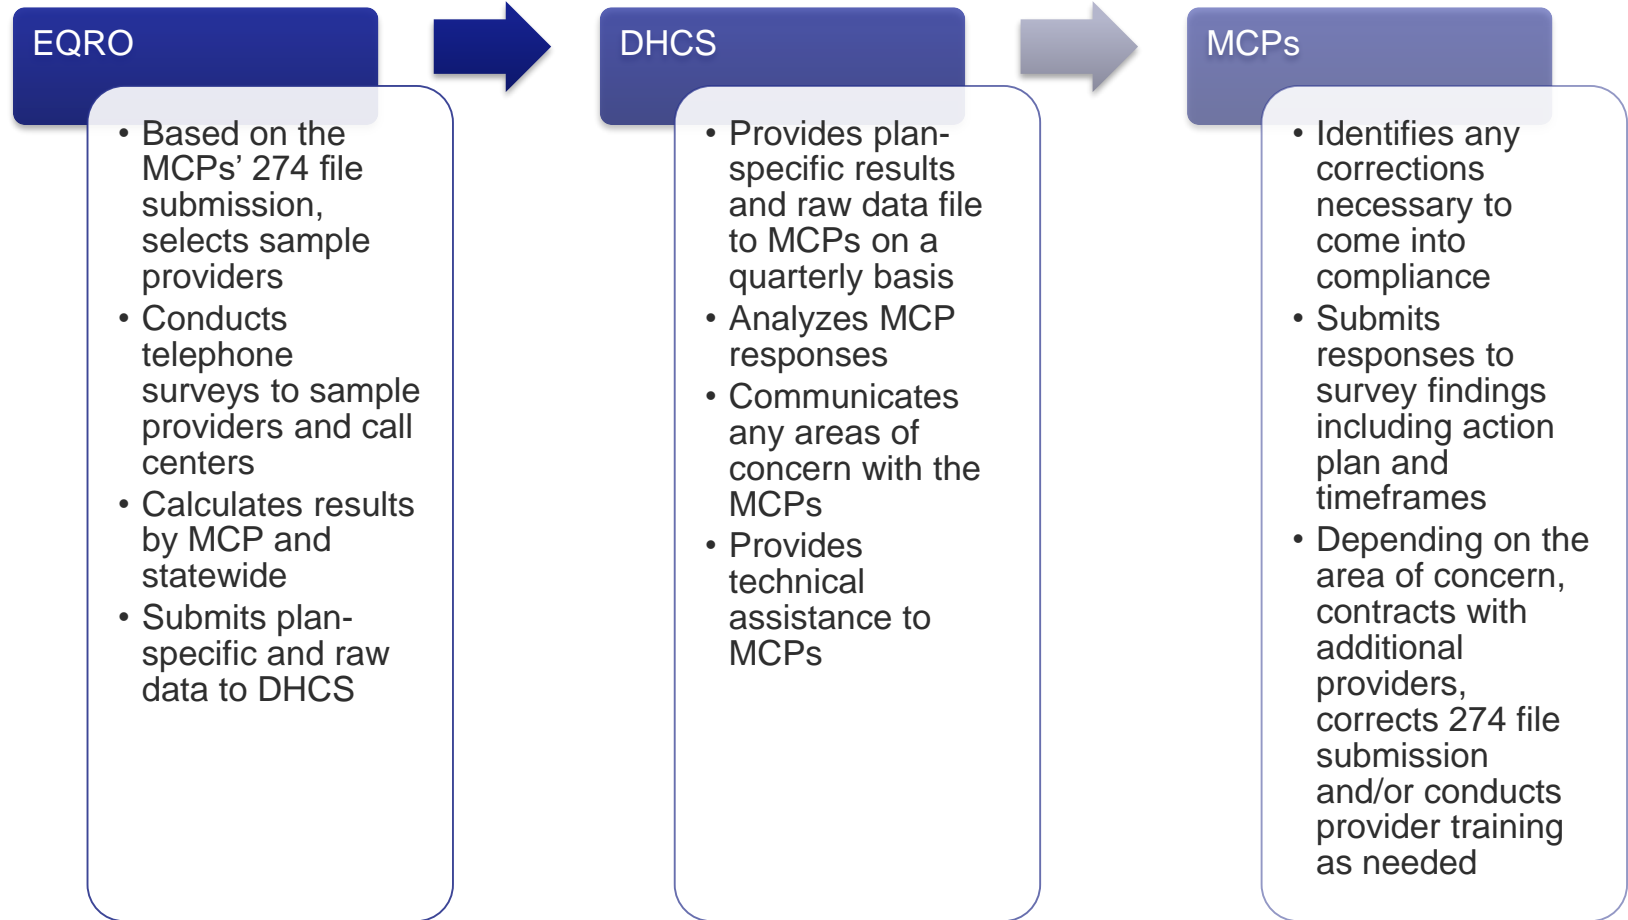 EQRO
• Based on the
MCPs’ 274 file
submission,
selects sample
providers
• Conducts
telephone
surveys to sample
providers and call
centers
• Calculates results
by MCP and
statewide
• Submits plan-
specific and raw
data to DHCS
DHCS
• Provides plan-
specific results
and raw data file
to MCPs on a
quarterly basis
• Analyzes MCP
responses
• Communicates
any areas of
concern with the
MCPs
• Provides
technical
assistance to
MCPs
MCPs
• Identifies any
corrections
necessary to
come into
compliance
• Submits
responses to
survey findings
including action
plan and
timeframes
• Depending on the
area of concern,
contracts with
additional
providers,
corrects 274 file
submission
and/or conducts
provider training
as needed